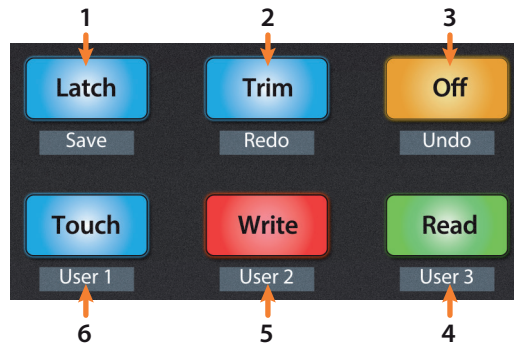 1 2 3
Latch Trim Off
Save Redo Undo
Touch Write Read
User 1 User 2 User 3
6 5 4